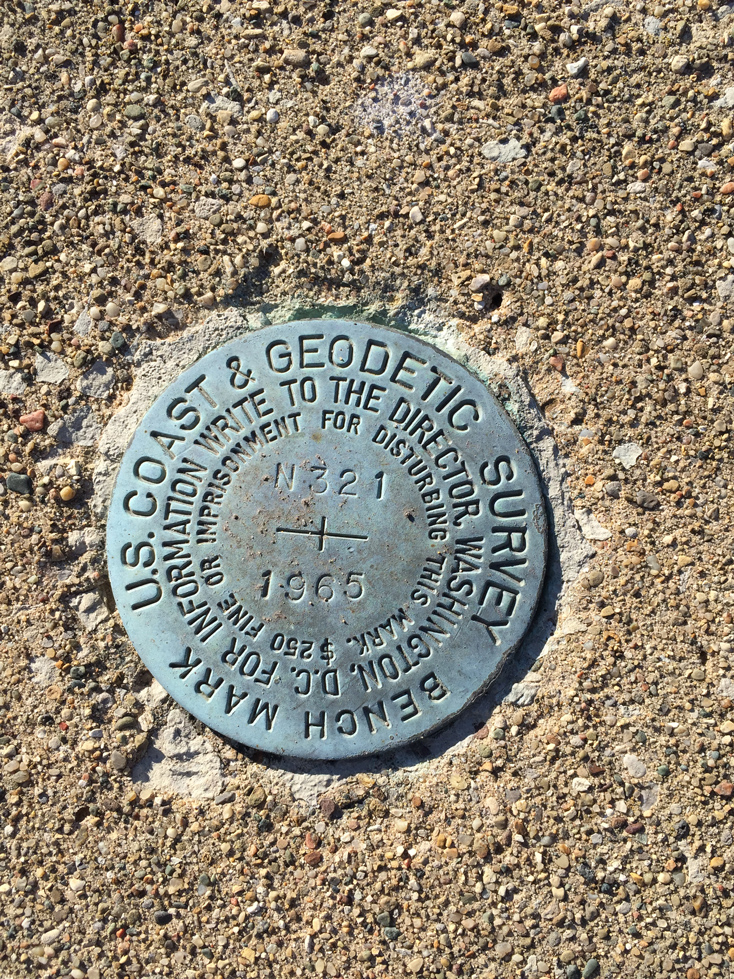 U.S. COAST & GEODETIC SURVEY
BENCH MARK
FOR INFORMATION WRITE TO THE DIRECTOR, WASHINGTON, D.C.
$250 FINE OR IMPRISONMENT FOR DISTURBING THIS MARK.
N 321
1965